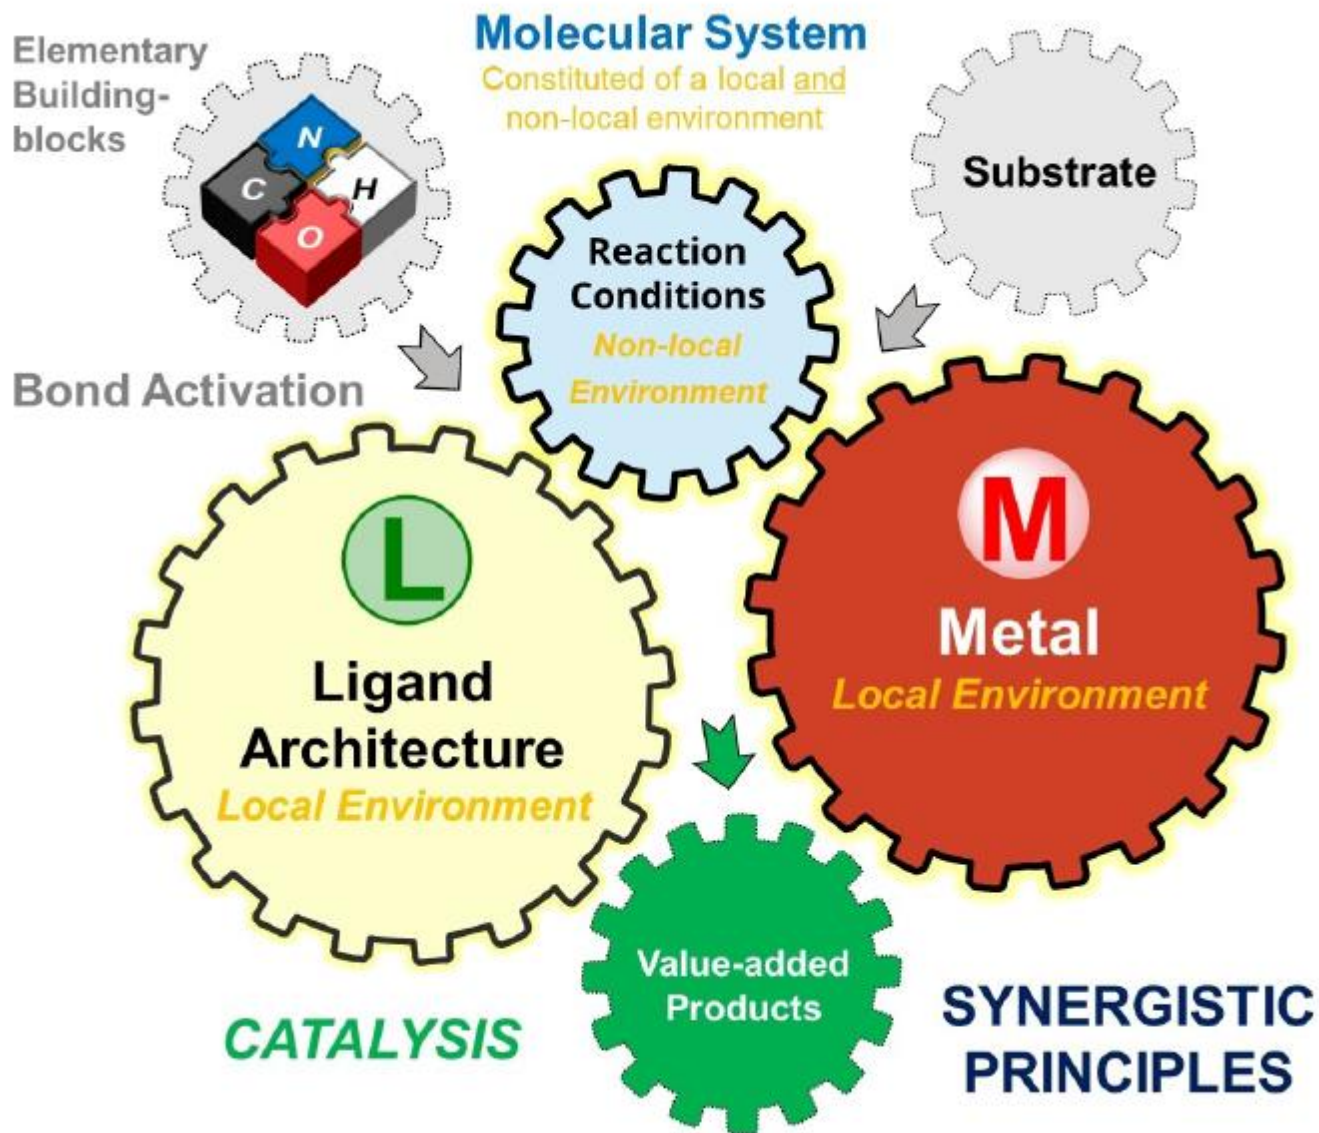 Elementary
Building-
blocks
N
C
H
O
Molecular System
Constituted of a local and
non-local environment
Substrate
Reaction
Conditions
Non-local
Environment
Bond Activation
L
Ligand
Architecture
Local Environment
M
Metal
Local Environment
Value-added
Products
CATALYSIS
SYNERGISTIC
PRINCIPLES